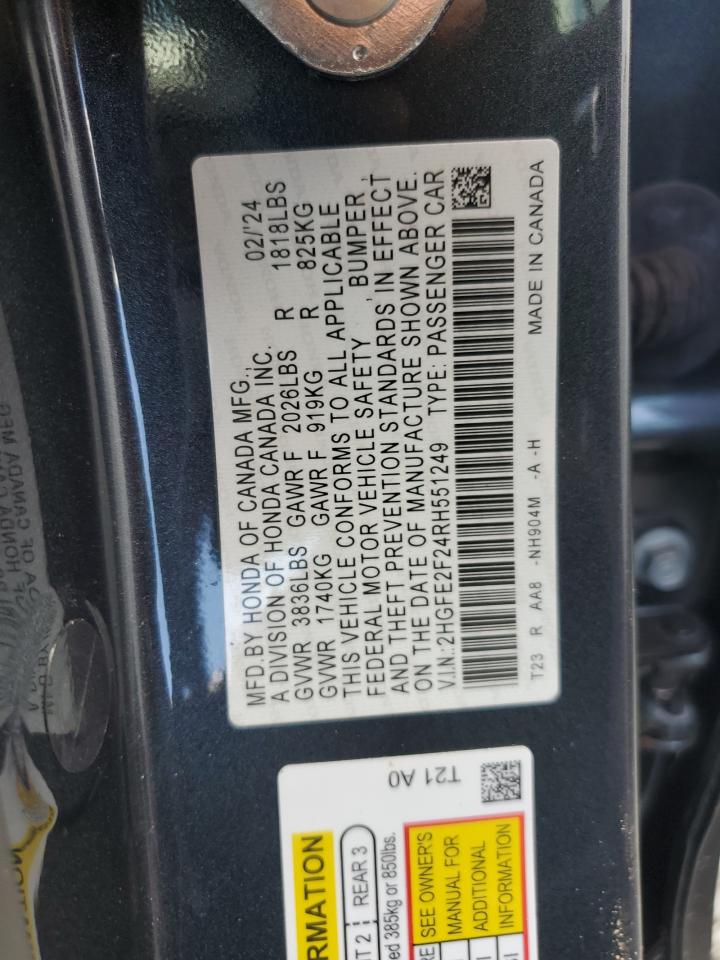 MFD.BY HONDA OF CANADA MFG., 02/'24
A DIVISION OF HONDA CANADA INC.
GVWR 3836LBS GAWR F 2026LBS R 1818LBS
GVWR 1740KG GAWR F 919KG R 825KG
THIS VEHICLE CONFORMS TO ALL APPLICABLE
FEDERAL MOTOR VEHICLE SAFETY, BUMPER,
AND THEFT PREVENTION STANDARDS, IN EFFECT
ON THE DATE OF MANUFACTURE SHOWN ABOVE.
V.I.N.:2HGFE2F24RH551249 TYPE: PASSENGER CAR
T23 R AA8 -NH904M -A -H MADE IN CANADA
T21 A0
RMATION
T 2 REAR 3
ed 385kg or 850lbs.
SEE OWNER'S
MANUAL FOR
ADDITIONAL
INFORMATION